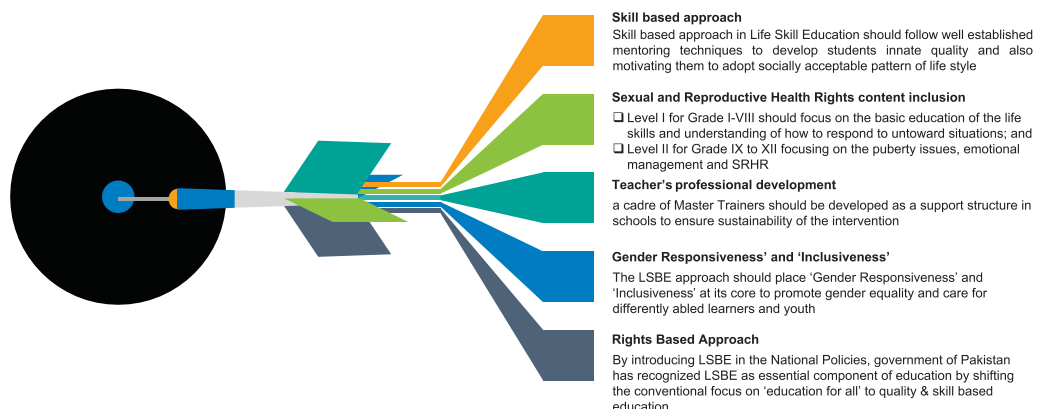 Skill based approach
Skill based approach in Life Skill Education should follow well established
mentoring techniques to develop students innate quality and also
motivating them to adopt socially acceptable pattern of life style
Sexual and Reproductive Health Rights content inclusion
❑ Level I for Grade I-VIII should focus on the basic education of the life
skills and understanding of how to respond to untoward situations; and
❑ Level II for Grade IX to XII focusing on the puberty issues, emotional
management and SRHR
Teacher’s professional development
a cadre of Master Trainers should be developed as a support structure in
schools to ensure sustainability of the intervention
Gender Responsiveness’ and ‘Inclusiveness’
The LSBE approach should place ‘Gender Responsiveness’ and
‘Inclusiveness’ at its core to promote gender equality and care for
differently abled learners and youth
Rights Based Approach
By introducing LSBE in the National Policies, government of Pakistan
has recognized LSBE as essential component of education by shifting
the conventional focus on ‘education for all’ to quality & skill based
education